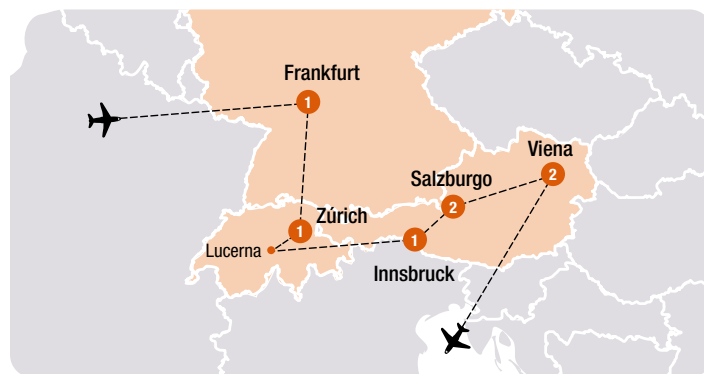 Frankfurt
1
Viena
2
Salzburgo
2
Zúrich
1
Lucerna
1
Innsbruck